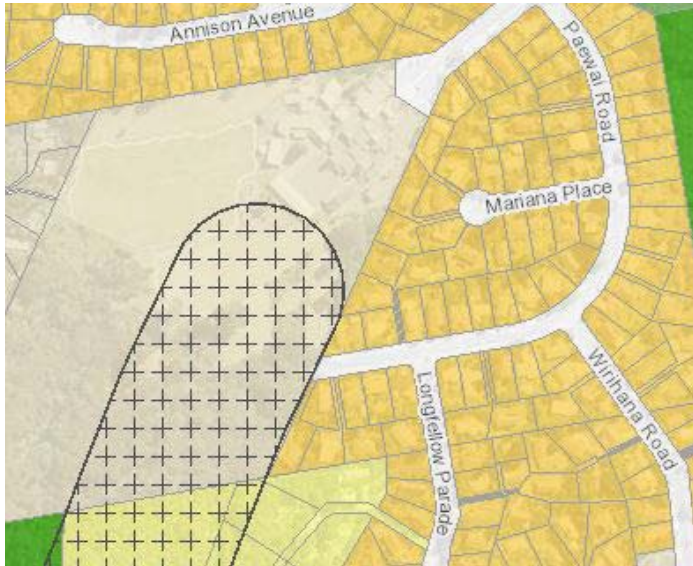 Annison Avenue
Paewai Road
Mariana Place
Wirihana Road
Longfellow Parade